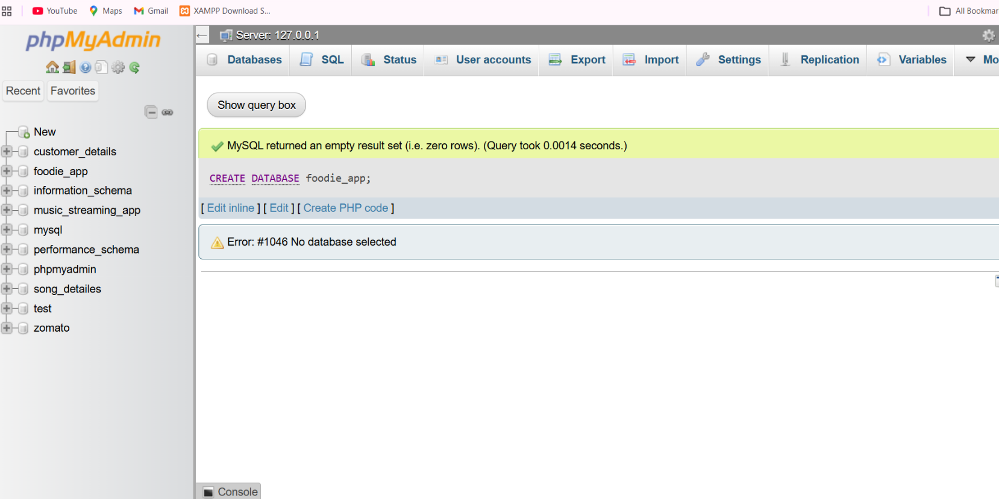 YouTube Maps Gmail XAMPP Download S... All Bookmar
phpMyAdmin
Recent Favorites
New
customer_details
foodie_app
information_schema
music_streaming_app
mysql
performance_schema
phpmyadmin
song_detailes
test
zomato
Server: 127.0.0.1
Databases SQL Status User accounts Export Import Settings Replication Variables Mo
Show query box
MySQL returned an empty result set (i.e. zero rows). (Query took 0.0014 seconds.)
CREATE DATABASE foodie_app;
[ Edit inline ] [ Edit ] [ Create PHP code ]
Error: #1046 No database selected
Console